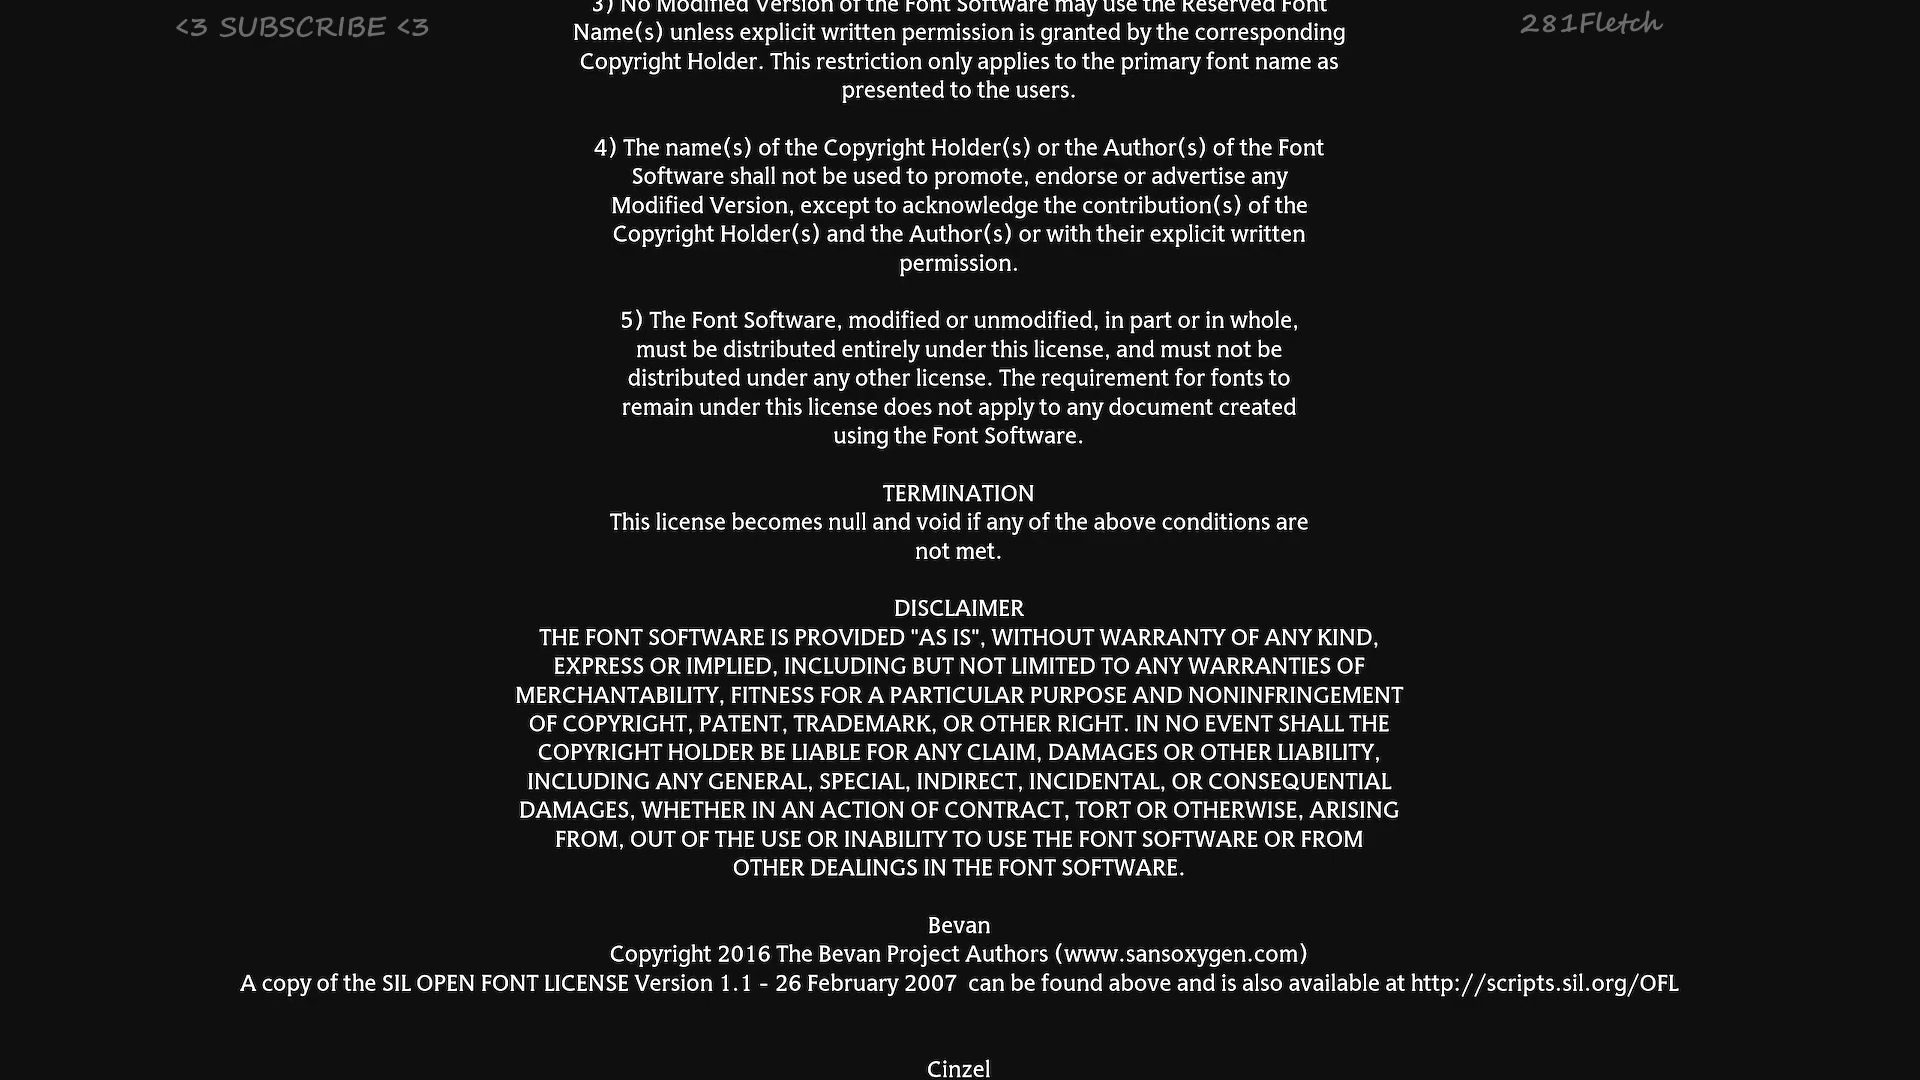 <3 SUBSCRIBE <3
281Fletch
3) No Modified Version of the Font Software may use the Reserved Font
Name(s) unless explicit written permission is granted by the corresponding
Copyright Holder. This restriction only applies to the primary font name as
presented to the users.
4) The name(s) of the Copyright Holder(s) or the Author(s) of the Font
Software shall not be used to promote, endorse or advertise any
Modified Version, except to acknowledge the contribution(s) of the
Copyright Holder(s) and the Author(s) or with their explicit written
permission.
5) The Font Software, modified or unmodified, in part or in whole,
must be distributed entirely under this license, and must not be
distributed under any other license. The requirement for fonts to
remain under this license does not apply to any document created
using the Font Software.
TERMINATION
This license becomes null and void if any of the above conditions are
not met.
DISCLAIMER
THE FONT SOFTWARE IS PROVIDED "AS IS", WITHOUT WARRANTY OF ANY KIND,
EXPRESS OR IMPLIED, INCLUDING BUT NOT LIMITED TO ANY WARRANTIES OF
MERCHANTABILITY, FITNESS FOR A PARTICULAR PURPOSE AND NONINFRINGEMENT
OF COPYRIGHT, PATENT, TRADEMARK, OR OTHER RIGHT. IN NO EVENT SHALL THE
COPYRIGHT HOLDER BE LIABLE FOR ANY CLAIM, DAMAGES OR OTHER LIABILITY,
INCLUDING ANY GENERAL, SPECIAL, INDIRECT, INCIDENTAL, OR CONSEQUENTIAL
DAMAGES, WHETHER IN AN ACTION OF CONTRACT, TORT OR OTHERWISE, ARISING
FROM, OUT OF THE USE OR INABILITY TO USE THE FONT SOFTWARE OR FROM
OTHER DEALINGS IN THE FONT SOFTWARE.
Bevan
Copyright 2016 The Bevan Project Authors (www.sansoxygen.com)
A copy of the SIL OPEN FONT LICENSE Version 1.1 - 26 February 2007  can be found above and is also available at http://scripts.sil.org/OFL
Cinzel